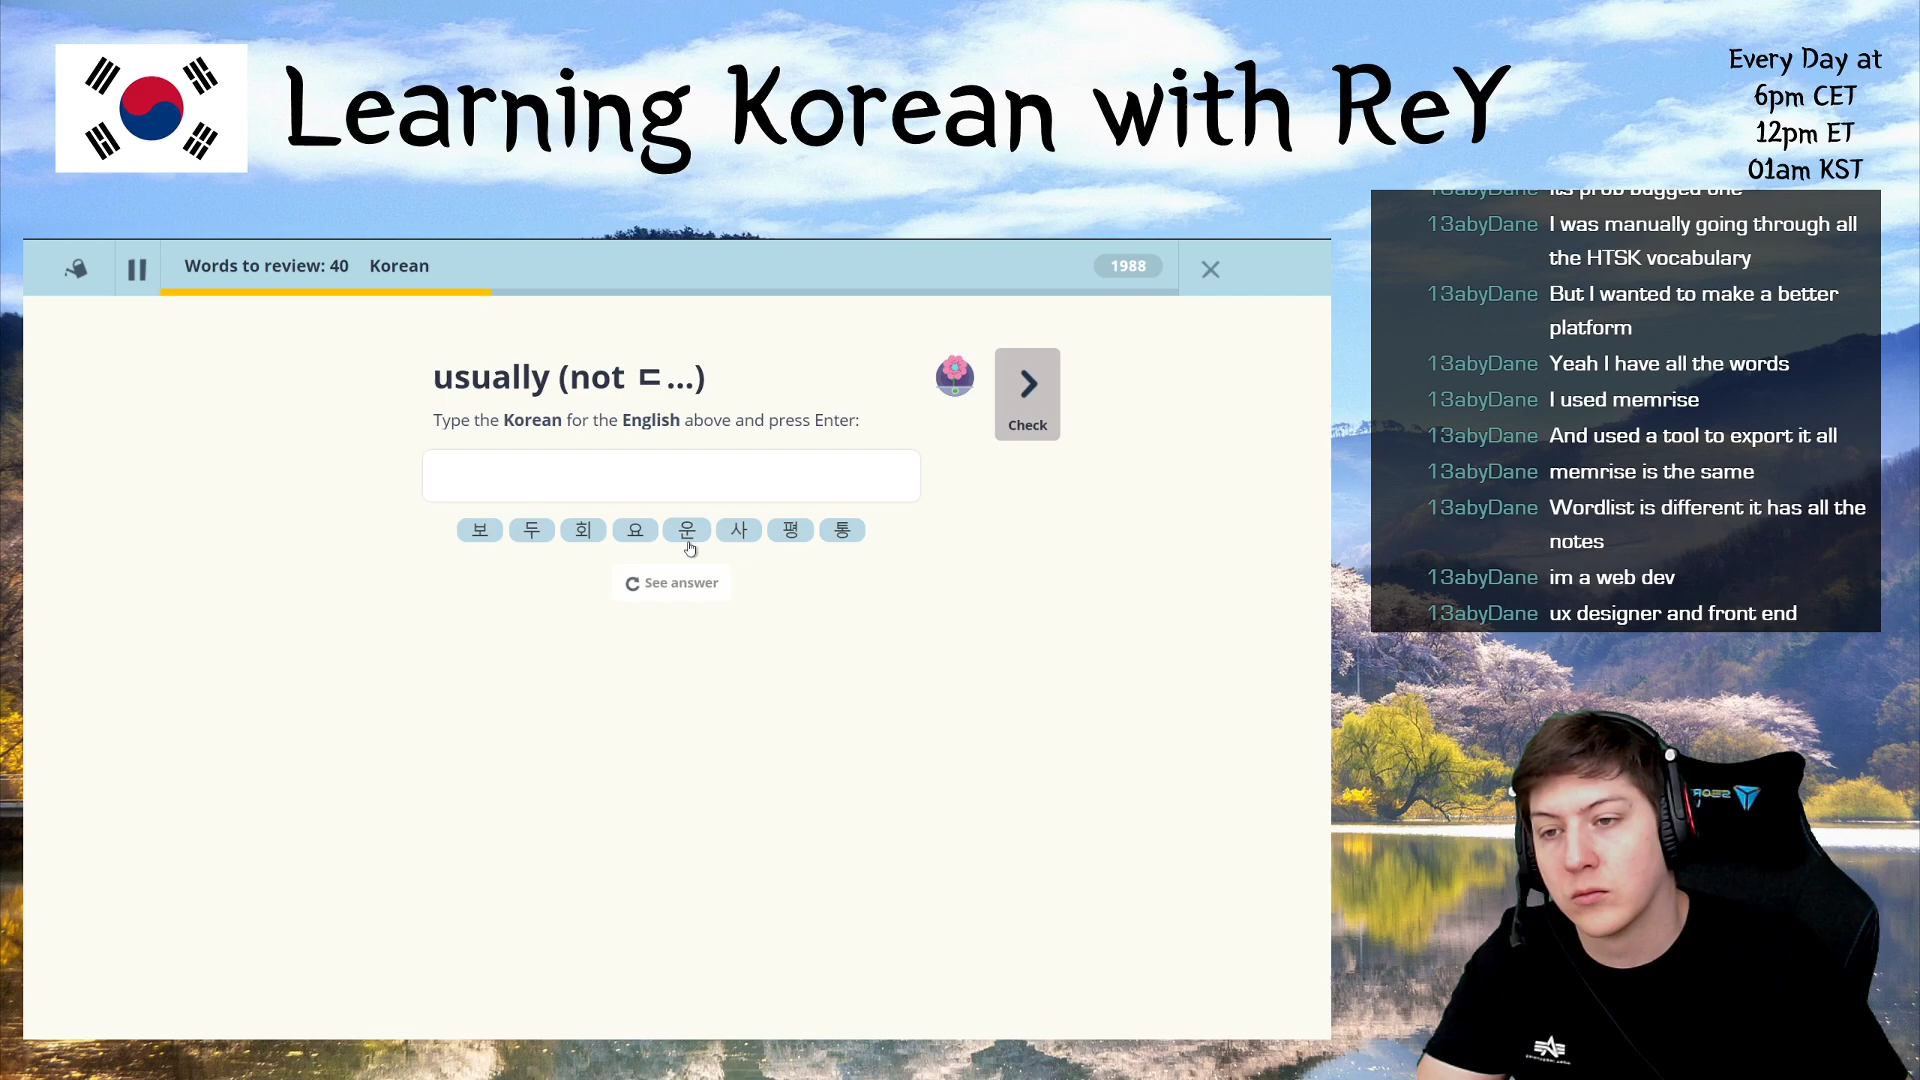 Learning Korean with ReY
Every Day at
6pm CET
12pm ET
01am KST
Words to review: 40 Korean
1988
usually (not ㄷ...)
Type the Korean for the English above and press Enter:
Check
보 두 회 요 운 사 평 통
See answer
13abyDane its prob bugged one
13abyDane I was manually going through all
the HTSK vocabulary
13abyDane But I wanted to make a better
platform
13abyDane Yeah I have all the words
13abyDane I used memrise
13abyDane And used a tool to export it all
13abyDane memrise is the same
13abyDane Wordlist is different it has all the
notes
13abyDane im a web dev
13abyDane ux designer and front end